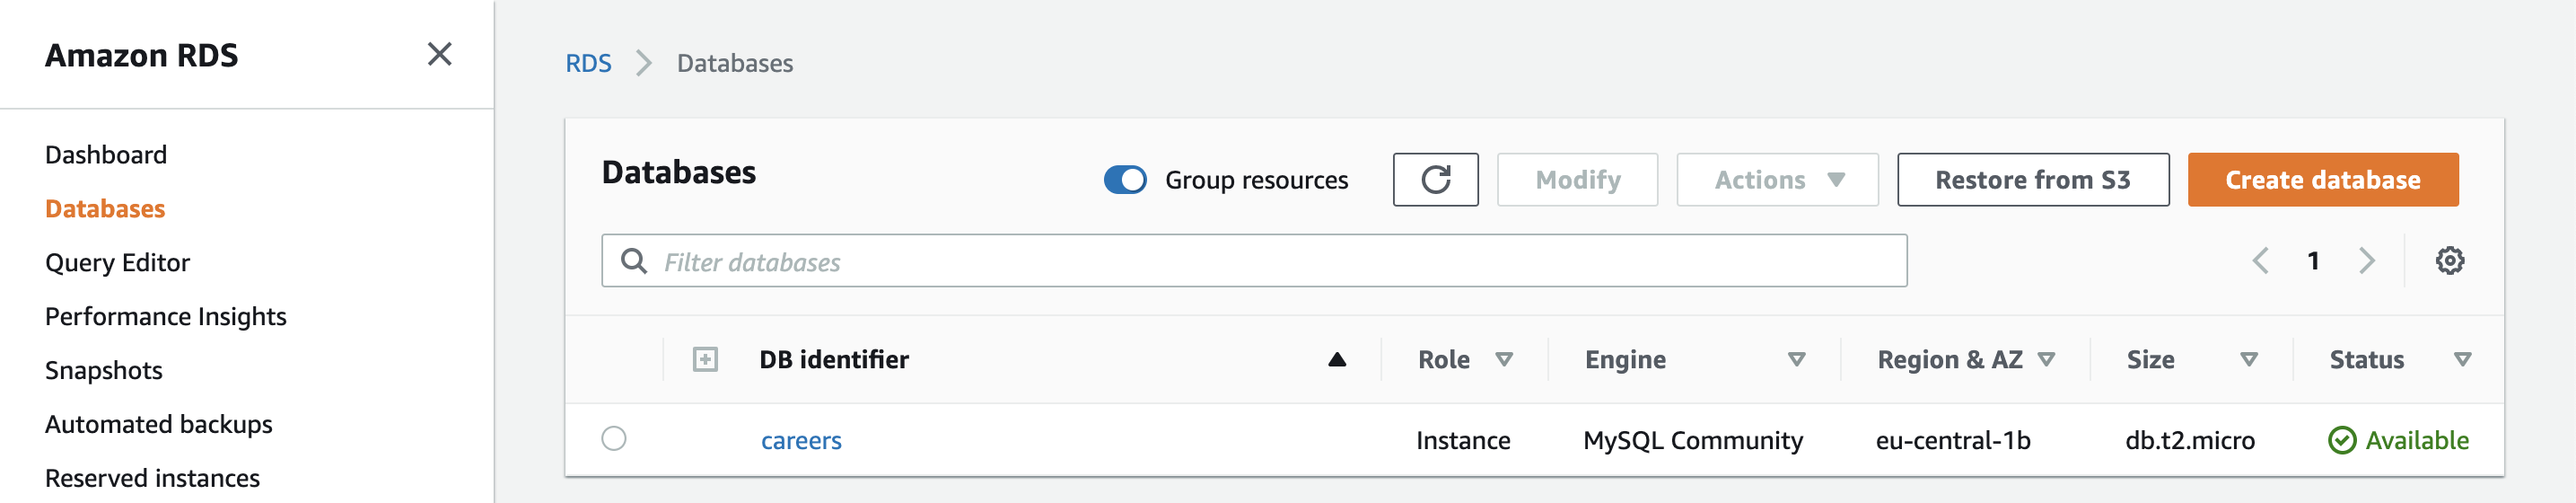 Amazon RDS
Dashboard
Databases
Query Editor
Performance Insights
Snapshots
Automated backups
Reserved instances
RDS > Databases
Databases
Group resources
Modify
Actions
Restore from S3
Create database
Filter databases
1
DB identifier Role Engine Region & AZ Size Status
careers Instance MySQL Community eu-central-1b db.t2.micro Available